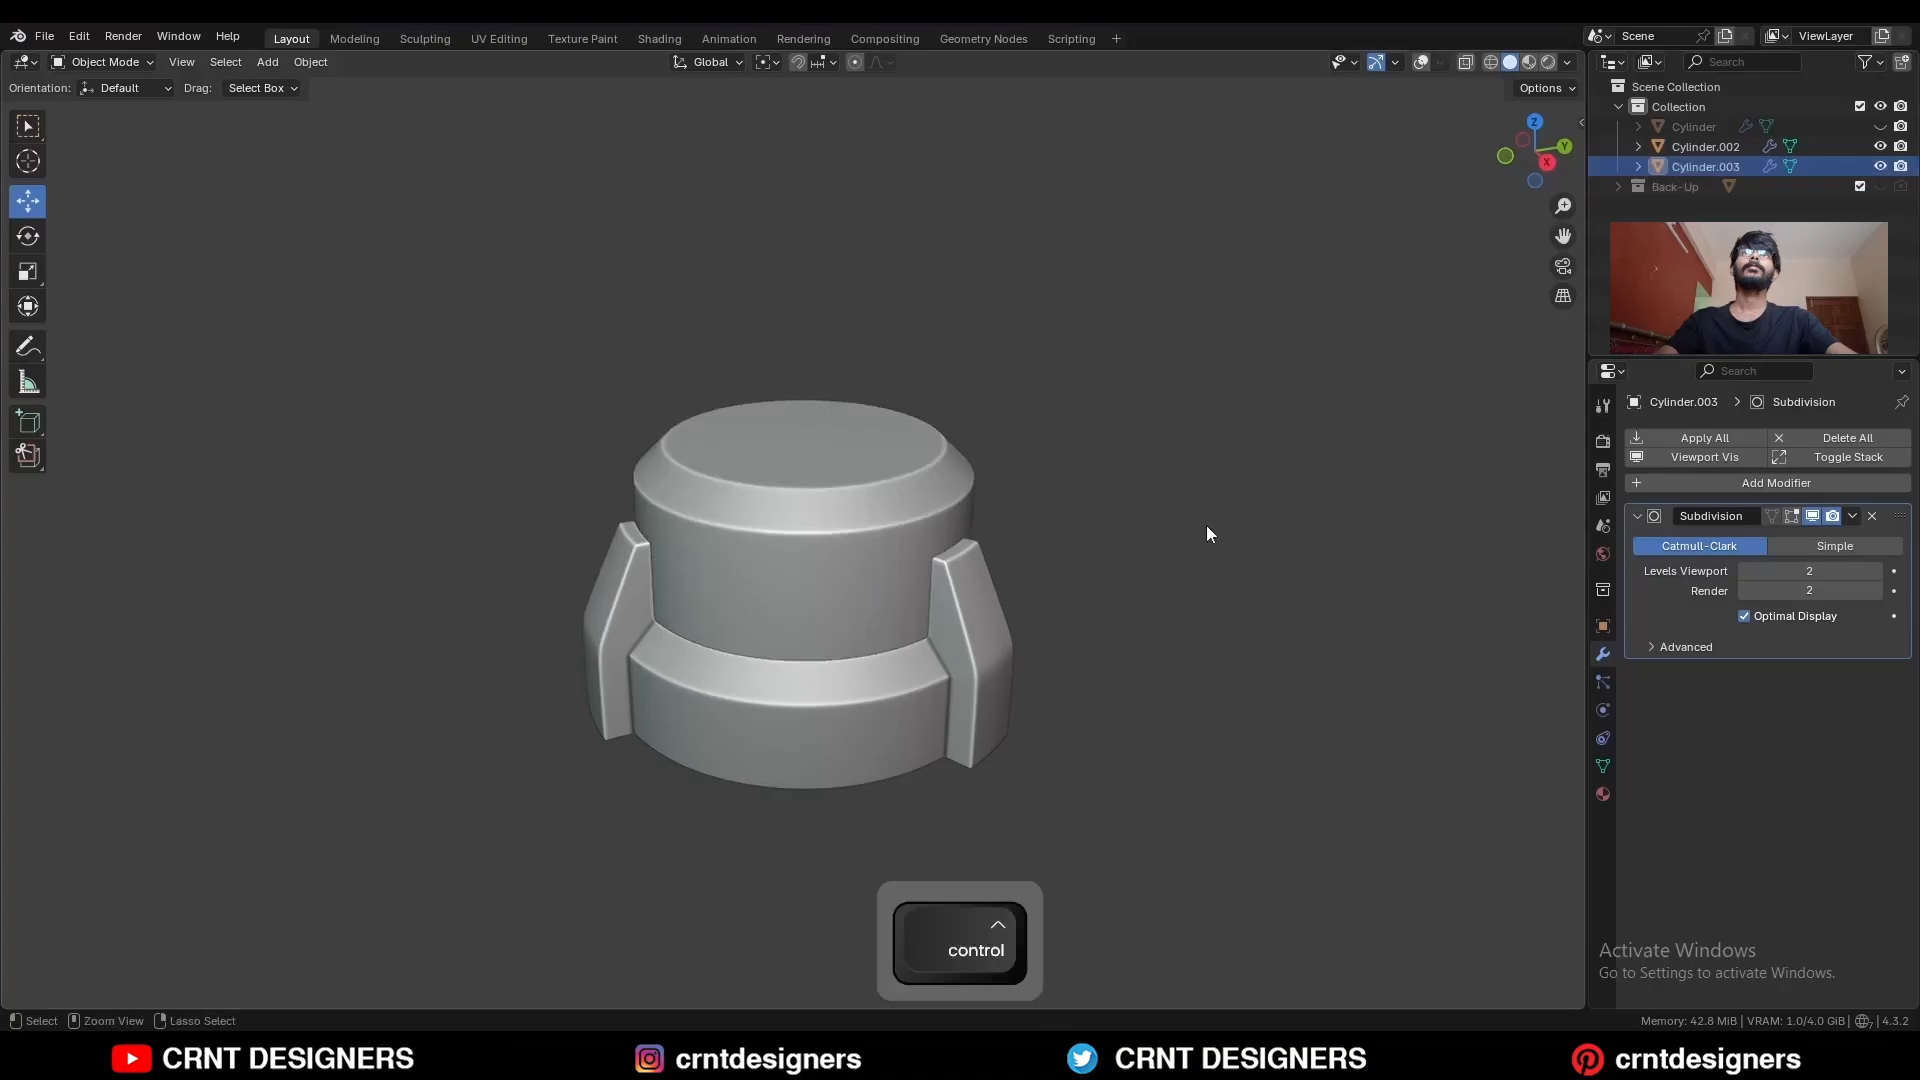 File Edit Render Window Help Layout Modeling Sculpting UV Editing Texture Paint Shading Animation Rendering Compositing Geometry Nodes Scripting + Scene ViewLayer
Object Mode View Select Add Object Global Search
Orientation: Default Drag: Select Box Options
Scene Collection
Collection
Cylinder
Cylinder.002
Cylinder.003
Back-Up
Z
Y
X
Search
Cylinder.003 > Subdivision
Apply All Delete All
Viewport Vis Toggle Stack
+ Add Modifier
Subdivision
Catmull-Clark Simple
Levels Viewport 2
Render 2
Optimal Display
> Advanced
control
Activate Windows
Go to Settings to activate Windows.
Select Zoom View Lasso Select Memory: 42.8 MiB | VRAM: 1.0/4.0 GiB | 7 | 4.3.2
CRNT DESIGNERS crntdesigners CRNT DESIGNERS crntdesigners